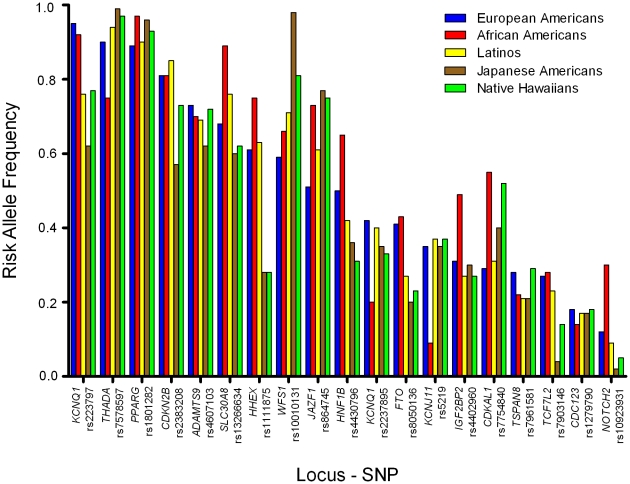 1.0
0.8
0.6
0.4
0.2
0.0
Risk Allele Frequency
European Americans
African Americans
Latinos
Japanese Americans
Native Hawaiians
KCNQ1
rs223797
THADA
rs7578597
PPARG
rs1801282
CDKN2B
rs2383208
ADAMTS9
rs4607103
SLC30A8
rs13266634
HHEX
rs1111875
WFS1
rs10010131
JAZF1
rs864745
HNF1B
rs4430796
KCNQ1
rs2237895
FTO
rs8050136
KCNJ11
rs5219
IGF2BP2
rs4402960
CDKAL1
rs7754840
TSPAN8
rs7961581
TCF7L2
rs7903146
CDC123
rs1279790
NOTCH2
rs10923931
Locus - SNP